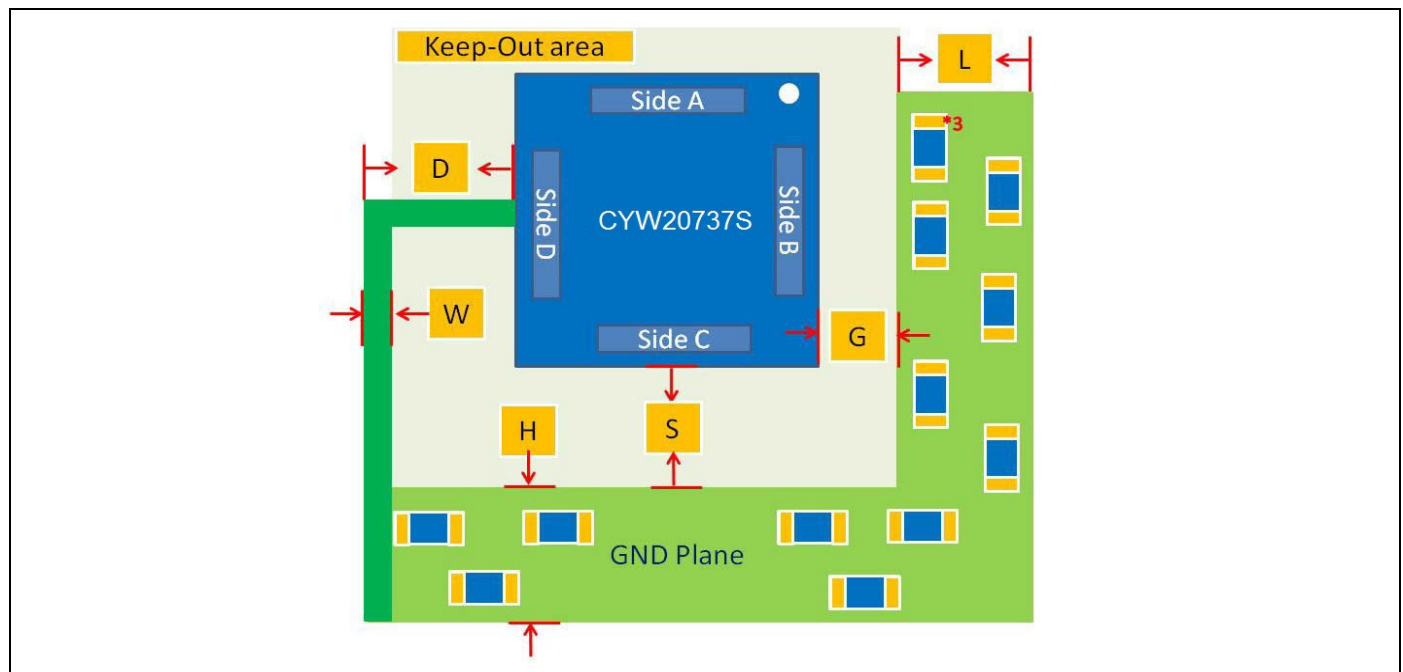 Keep-Out area
L
Side A
*3
D
Side D
CYW20737S
Side B
W
G
Side C
H
S
GND Plane